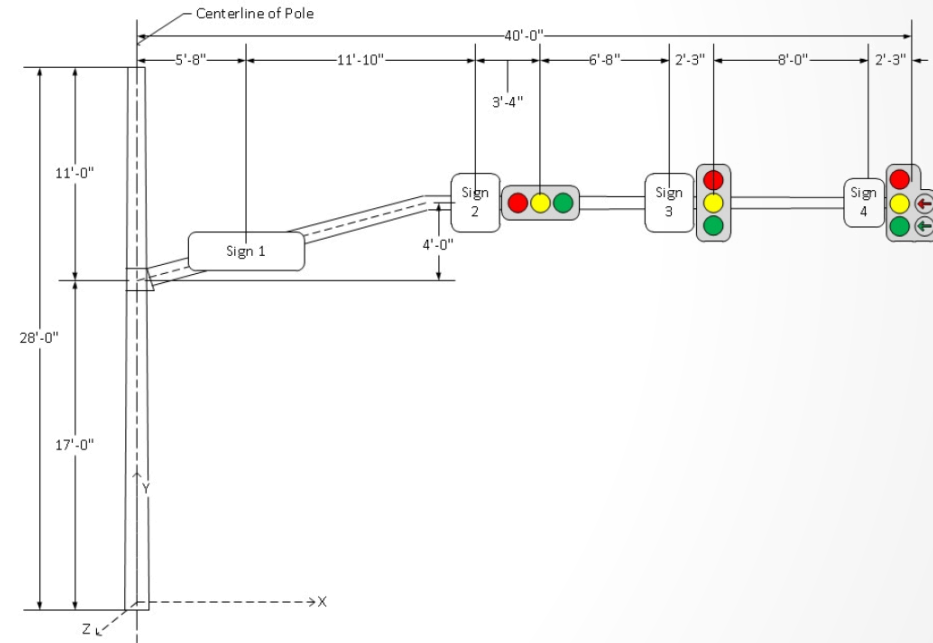 Centerline of Pole
40'-0"
5'-8"
11'-10"
6'-8"
2'-3"
8'-0"
2'-3"
3'-4"
11'-0"
Sign
2
Sign
3
Sign
4
Sign 1
4'-0"
28'-0"
17'-0"
Y
X
Z